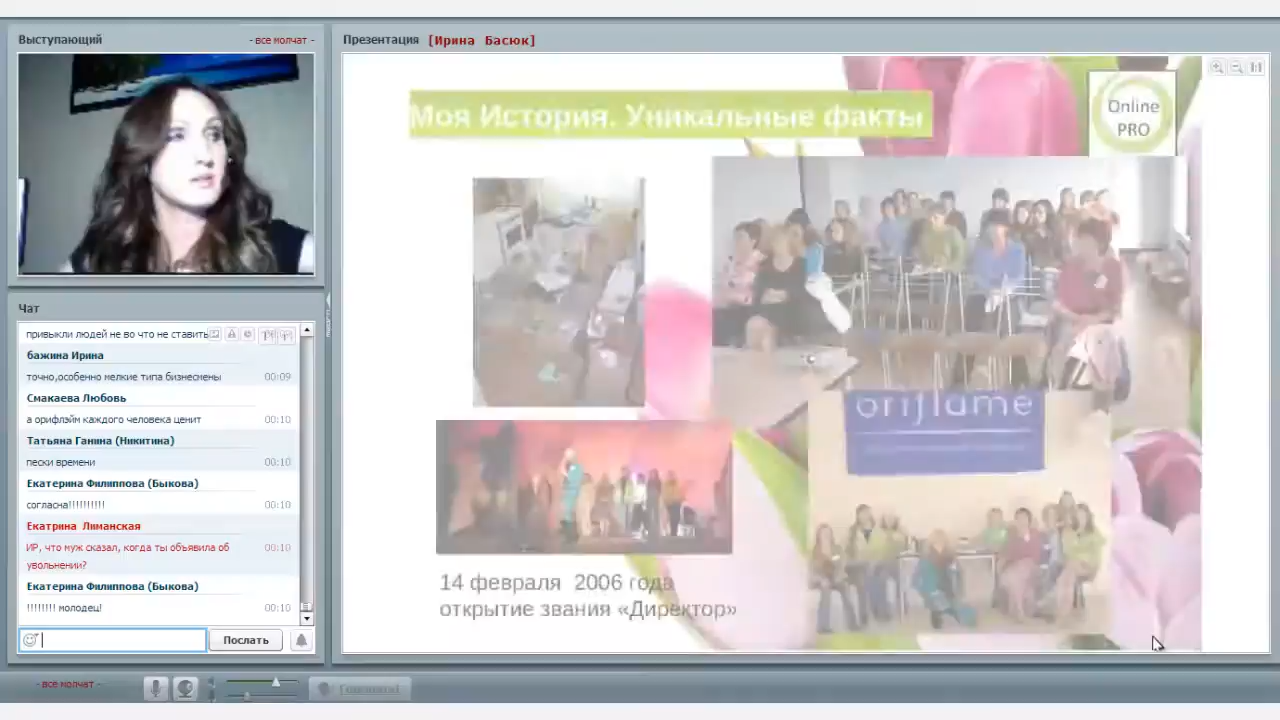 Выступающий
- все молчат -
Чат
привыкли людей не во что не ставить
бажина Ирина
точно,особенно мелкие типа бизнесмены 00:09
Смакаева Любовь
а орифлэйм каждого человека ценит 00:10
Татьяна Ганина (Никитина)
пески времени 00:10
Екатерина Филиппова (Быкова)
согласна!!!!!!!!!! 00:10
Екатрина Лиманская
ИР, что муж сказал, когда ты объявила об 00:10
увольнении?
Екатерина Филиппова (Быкова)
!!!!!!!! молодец! 00:10
Послать
- все молчат -
Презентация [Ирина Басюк]
Моя История. Уникальные факты
Online
PRO
oriflame
14 февраля 2006 года
открытие звания «Директор»